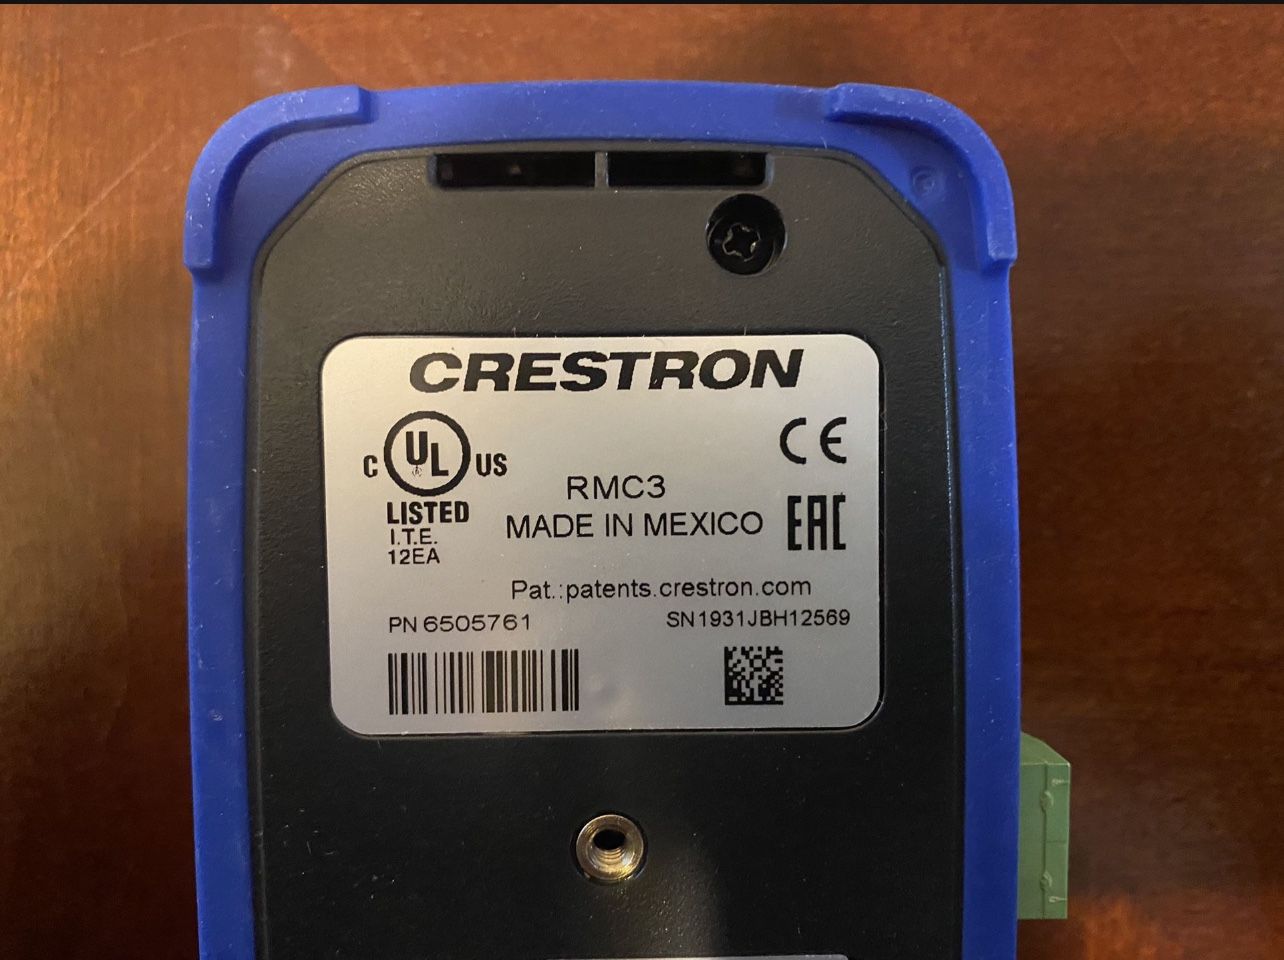 CRESTRON
C UL US
LISTED
I.T.E.
12EA
CE
RMC3
MADE IN MEXICO
EAC
Pat.:patents.crestron.com
PN 6505761
SN1931JBH12569